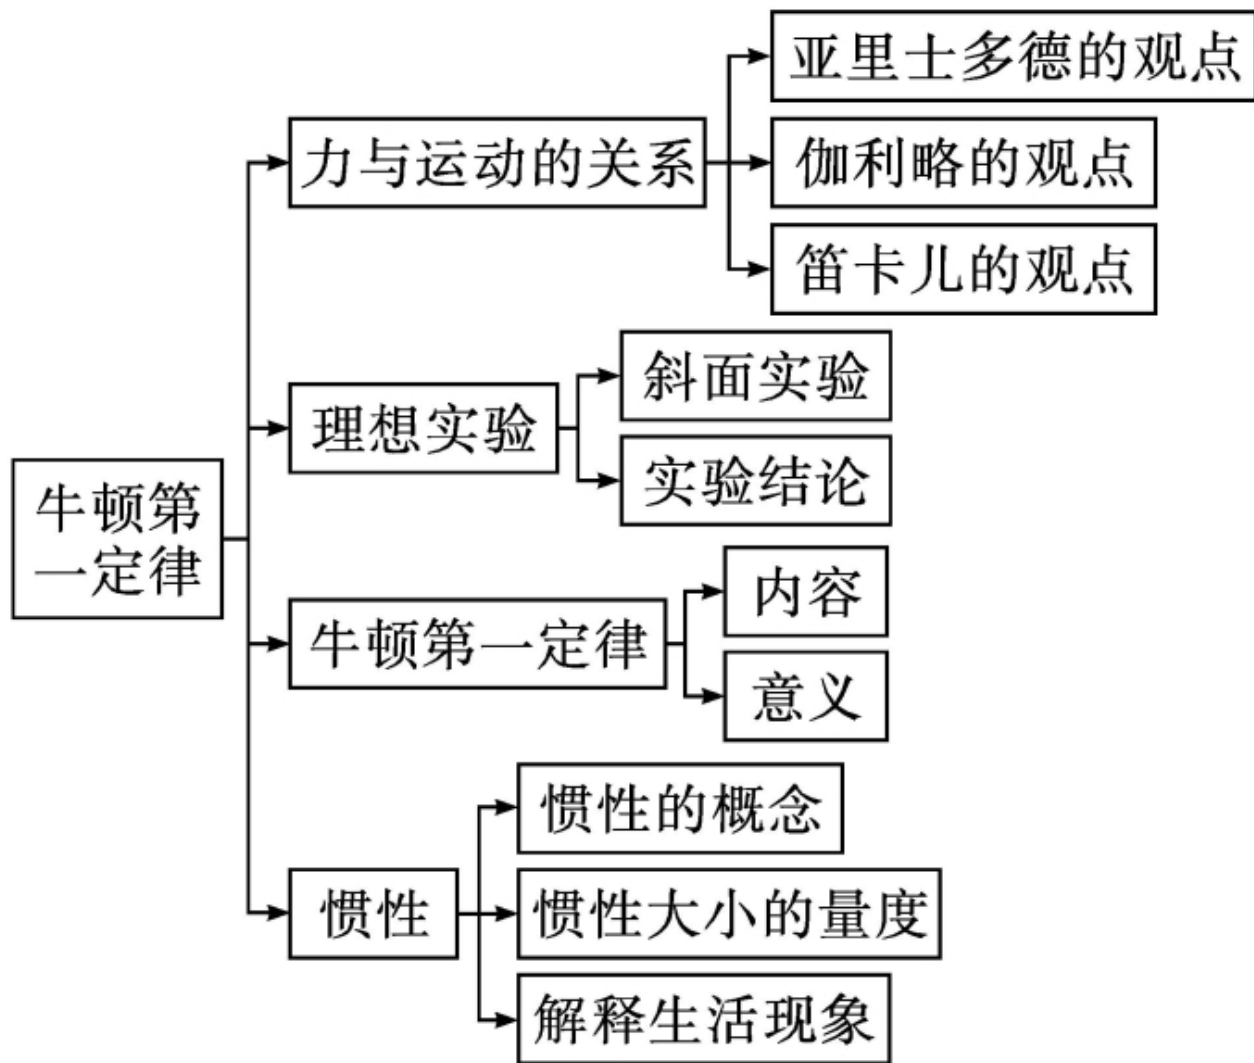 牛顿第
一定律
力与运动的关系
亚里士多德的观点
伽利略的观点
笛卡儿的观点
理想实验
斜面实验
实验结论
牛顿第一定律
内容
意义
惯性
惯性的概念
惯性大小的量度
解释生活现象